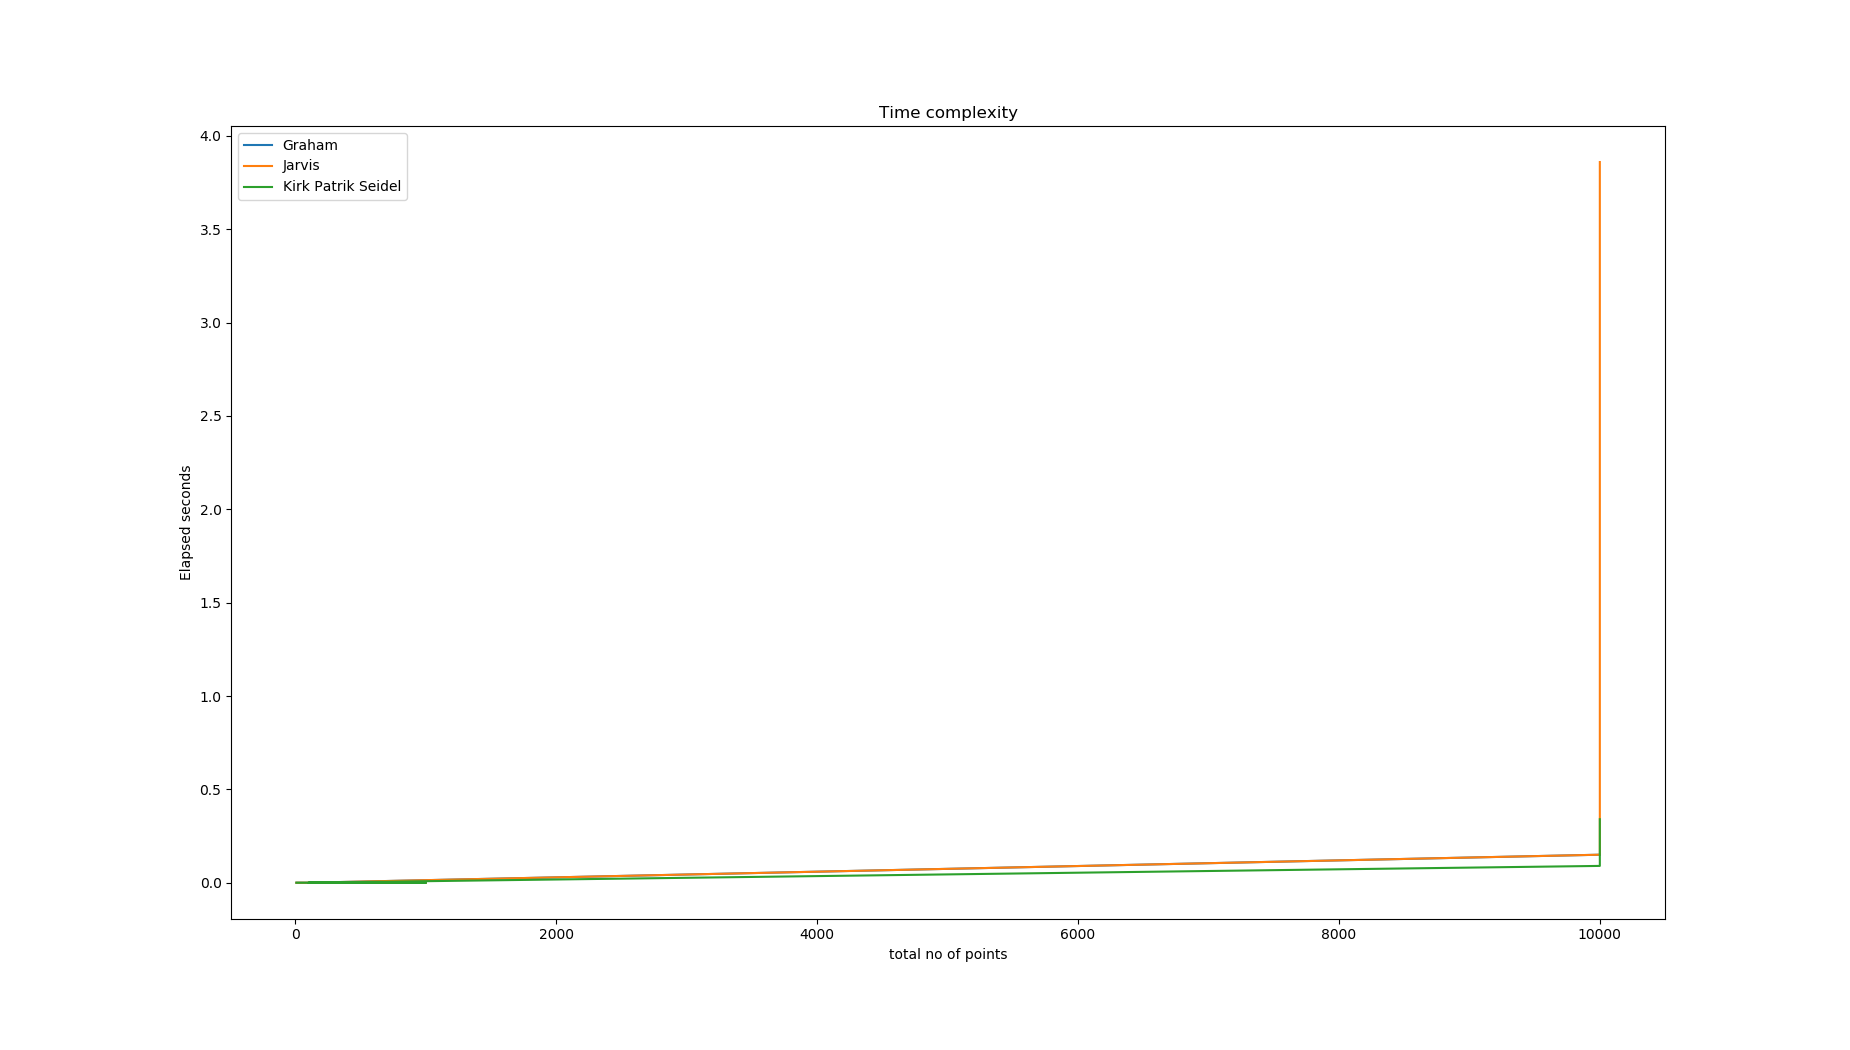 Time complexity
Graham
Jarvis
Kirk Patrik Seidel
Elapsed seconds
4.0
3.5
3.0
2.5
2.0
1.5
1.0
0.5
0.0
0 2000 4000 6000 8000 10000
total no of points